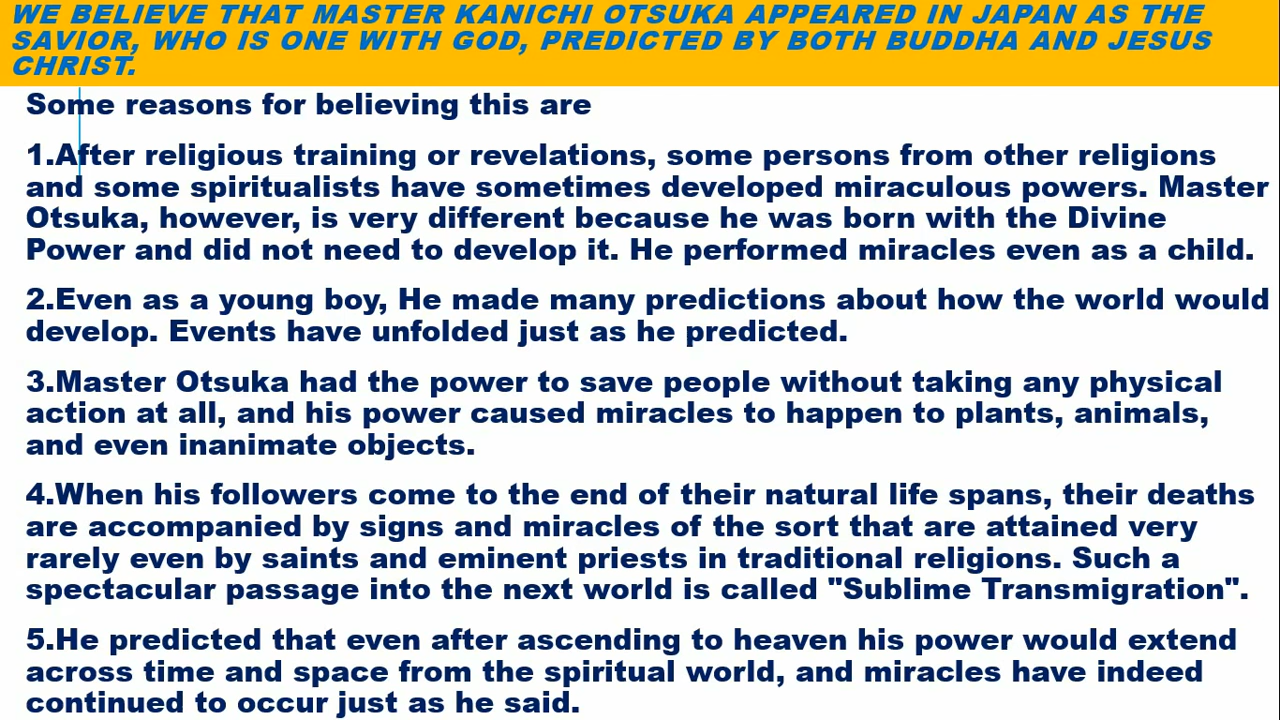 WE BELIEVE THAT MASTER KANICHI OTSUKA APPEARED IN JAPAN AS THE
SAVIOR, WHO IS ONE WITH GOD, PREDICTED BY BOTH BUDDHA AND JESUS
CHRIST.
Some reasons for believing this are
1.After religious training or revelations, some persons from other religions
and some spiritualists have sometimes developed miraculous powers. Master
Otsuka, however, is very different because he was born with the Divine
Power and did not need to develop it. He performed miracles even as a child.
2.Even as a young boy, He made many predictions about how the world would
develop. Events have unfolded just as he predicted.
3.Master Otsuka had the power to save people without taking any physical
action at all, and his power caused miracles to happen to plants, animals,
and even inanimate objects.
4.When his followers come to the end of their natural life spans, their deaths
are accompanied by signs and miracles of the sort that are attained very
rarely even by saints and eminent priests in traditional religions. Such a
spectacular passage into the next world is called "Sublime Transmigration".
5.He predicted that even after ascending to heaven his power would extend
across time and space from the spiritual world, and miracles have indeed
continued to occur just as he said.